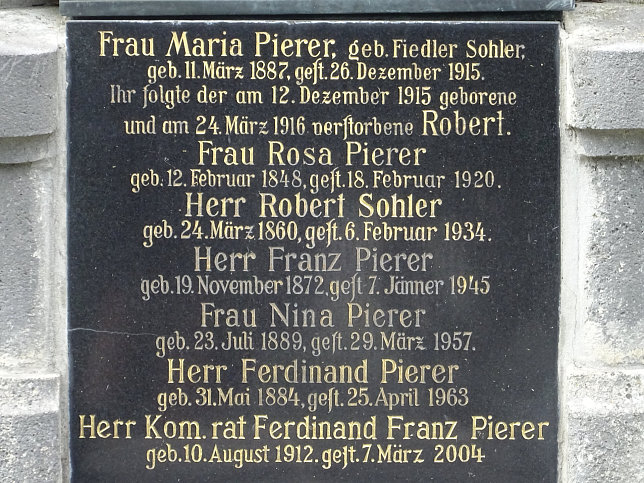 Frau Maria Pierer, geb. Fiedler Sohler,
geb. 11. März 1887, gest. 26. Dezember 1915.
Ihr folgte der am 12. Dezember 1915 geborene
und am 24. März 1916 verstorbene Robert.
Frau Rosa Pierer
geb. 12. Februar 1848, gest. 18. Februar 1920.
Herr Robert Sohler
geb. 24. März 1860, gest. 6. Februar 1934.
Herr Franz Pierer
geb. 19. November 1872, gest 7. Jänner 1945
Frau Nina Pierer
geb. 23. Juli 1889, gest. 29. März 1957.
Herr Ferdinand Pierer
geb. 31. Mai 1884, gest. 25. April 1963
Herr Kom. rat Ferdinand Franz Pierer
geb. 10. August 1912. gest. 7. März 2004